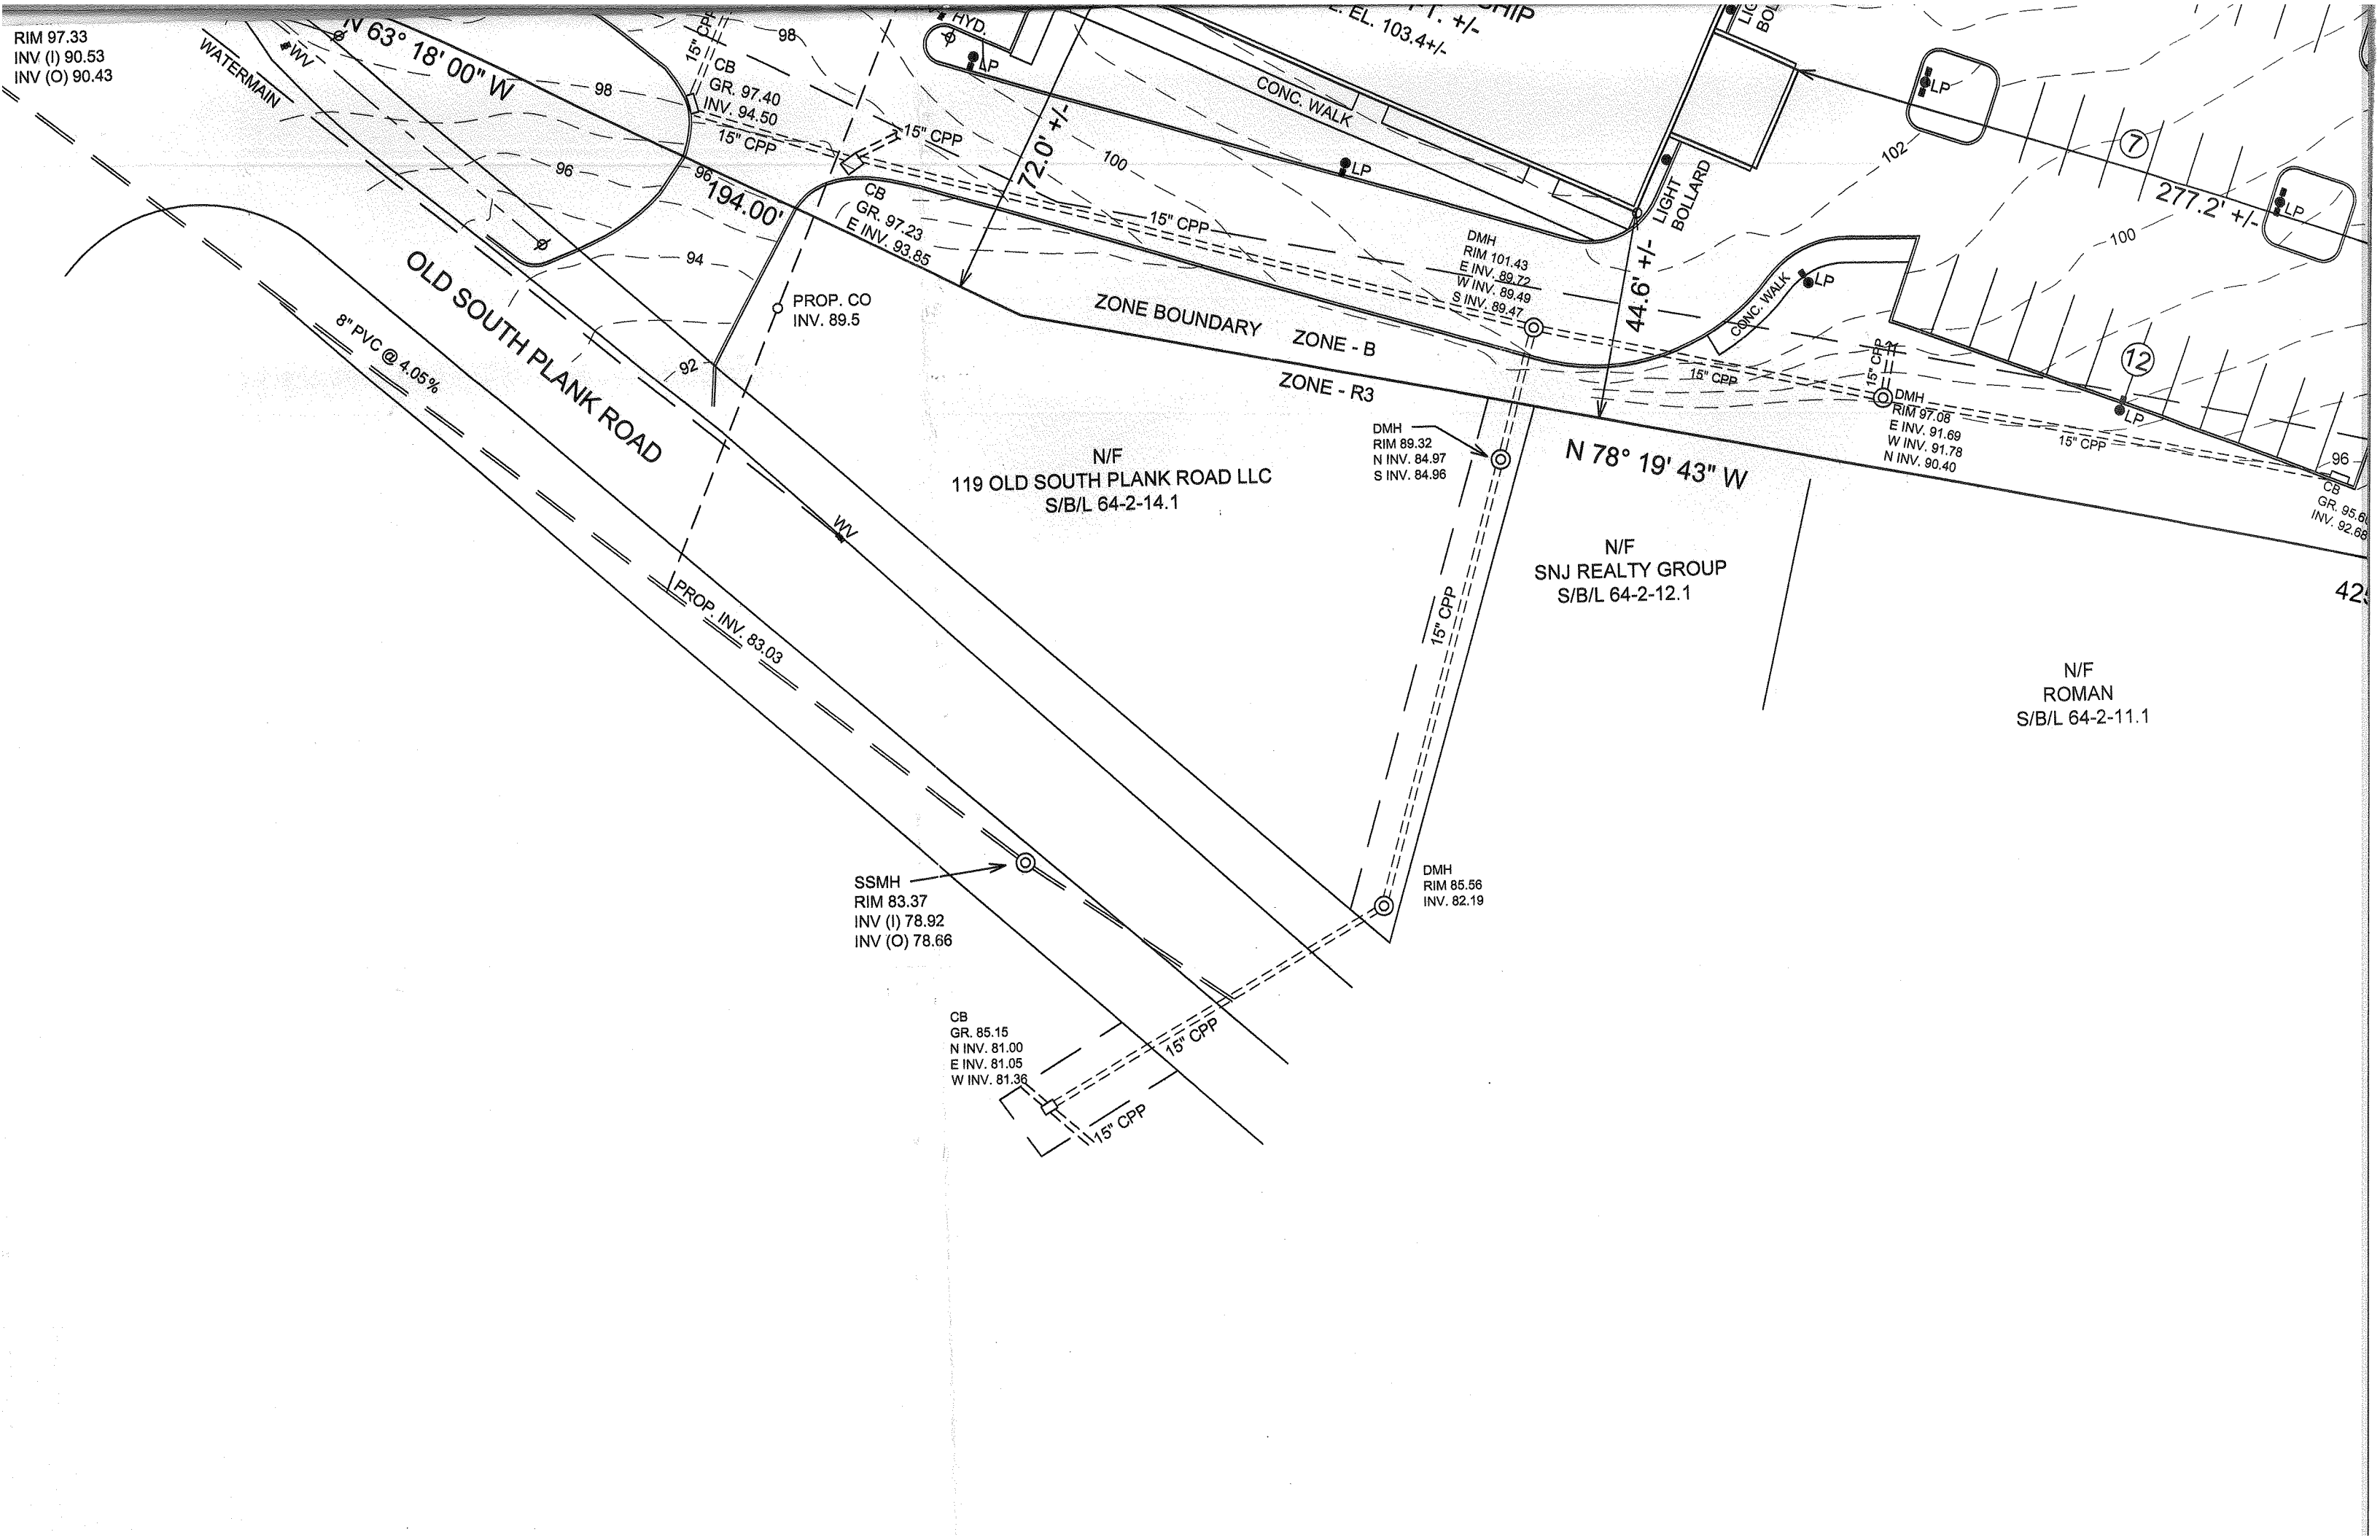 RIM 97.33
INV (I) 90.53
INV (O) 90.43
WATERMAIN
WV
N 63° 18' 00" W
98
15" CPP
CB
GR. 97.40
INV. 94.50
15" CPP
98
HYD.
LP
72.0' +/-
EL. 103.4+/-
CONC. WALK
LP
LIGHT
BOLLARD
LP
7
277.2' +/-
LP
102
100
100
15" CPP
96
96
194.00'
CB
GR. 97.23
E INV. 93.85
15" CPP
DMH
RIM 101.43
E INV. 89.72
W INV. 89.49
S INV. 89.47
44.6' +/-
CONC. WALK
LP
94
OLD SOUTH PLANK ROAD
8" PVC @ 4.05%
PROP. CO
INV. 89.5
92
ZONE BOUNDARY
ZONE - B
ZONE - R3
15" CPP
15" CPP
DMH
RIM 97.08
E INV. 91.69
W INV. 91.78
N INV. 90.40
15" CPP
12
LP
96
CB
GR. 95.6
INV. 92.68
N/F
119 OLD SOUTH PLANK ROAD LLC
S/B/L 64-2-14.1
DMH
RIM 89.32
N INV. 84.97
S INV. 84.96
N 78° 19' 43" W
WV
N/F
SNJ REALTY GROUP
S/B/L 64-2-12.1
15" CPP
PROP. INV. 83.03
N/F
ROMAN
S/B/L 64-2-11.1
SSMH
RIM 83.37
INV (I) 78.92
INV (O) 78.66
DMH
RIM 85.56
INV. 82.19
CB
GR. 85.15
N INV. 81.00
E INV. 81.05
W INV. 81.36
15" CPP
15" CPP